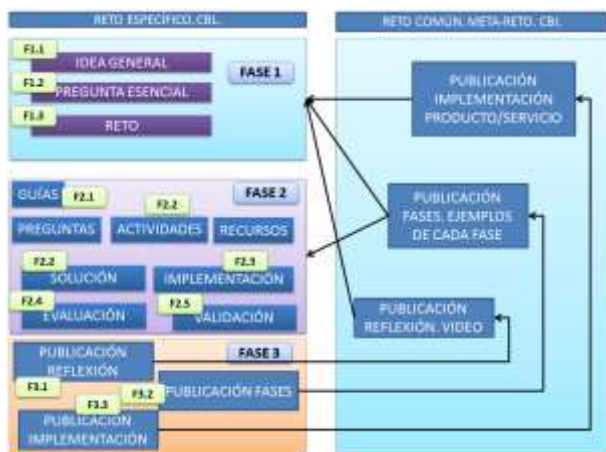 RETO ESPECÍFICO. CBL.
RETO COMÚN. META-RETO. CBI.
F1.1
IDEA GENERAL
FASE 1
F1.2
PREGUNTA ESENCIAL
F1.3
RETO
PUBLICACIÓN
IMPLEMENTACIÓN
PRODUCTO/SERVICIO
GUÍAS
F2.1
FASE 2
F2.2
PREGUNTAS
ACTIVIDADES
RECURSOS
PUBLICACIÓN
FASES. EJEMPLOS
DE CADA FASE
F2.2
SOLUCIÓN
F2.3
IMPLEMENTACIÓN
F2.4
EVALUACIÓN
F2.5
VALIDACIÓN
PUBLICACIÓN
REFLEXIÓN. VIDEO
FASE 3
PUBLICACIÓN
REFLEXIÓN
F3.1
F3.2
PUBLICACIÓN FASES
F3.3
PUBLICACIÓN
IMPLEMENTACIÓN